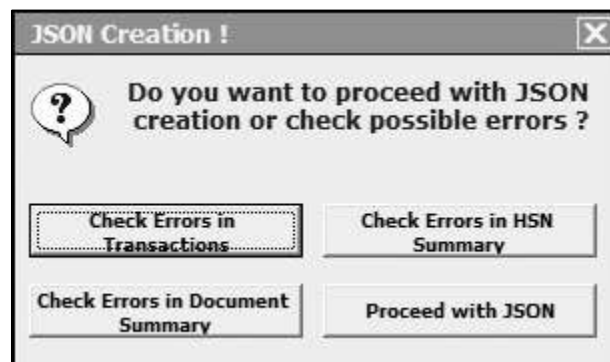 JSON Creation !
Do you want to proceed with JSON
creation or check possible errors ?
Check Errors in
Transactions
Check Errors in HSN
Summary
Check Errors in Document
Summary
Proceed with JSON